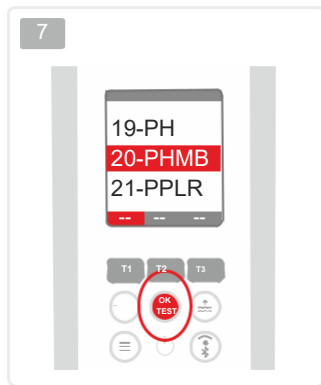 7
19-PH
20-PHMB
21-PPLR
-- -- --
T1 T2 T3
OK
TEST